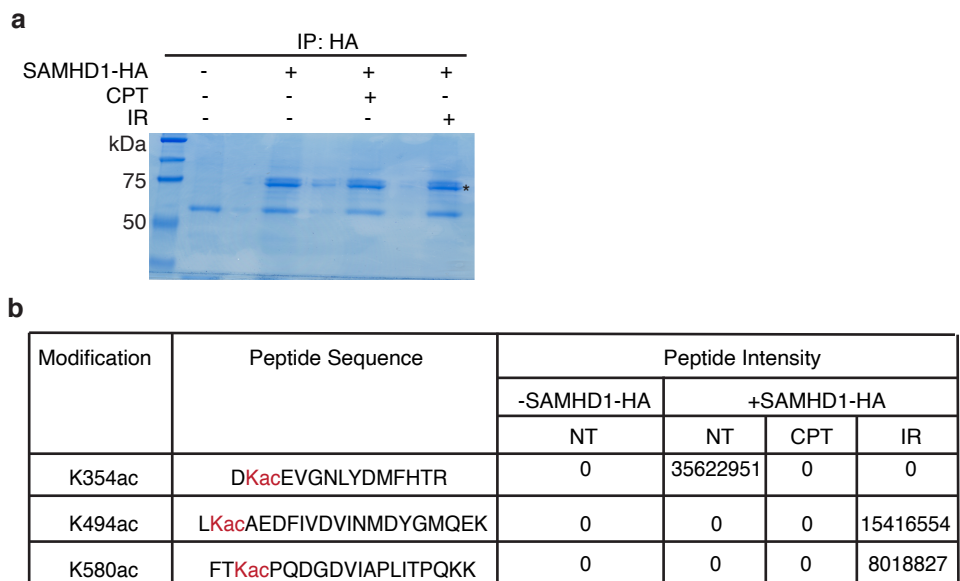 a
IP: HA
SAMHD1-HA - + + +
CPT - - + -
IR - - - +
kDa
75
*
50
b
Modification Peptide Sequence Peptide Intensity
-SAMHD1-HA +SAMHD1-HA
NT NT CPT IR
K354ac DKacEVGNLYDMFHTR 0 35622951 0 0
K494ac LKacAEDFIVDVINMDYGMQEK 0 0 0 15416554
K580ac FTKacPQDGDVIAPLITPQKK 0 0 0 8018827